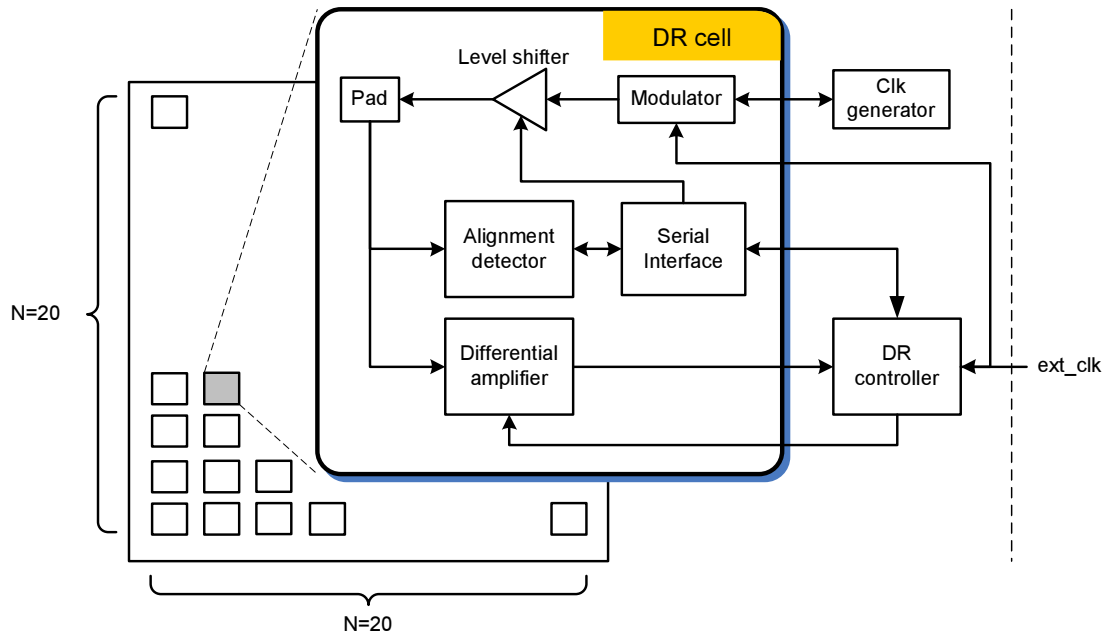 DR cell
Level shifter
Pad
Modulator
Clk
generator
Alignment
detector
Serial
Interface
N=20
Differential
amplifier
DR
controller
ext_clk
N=20